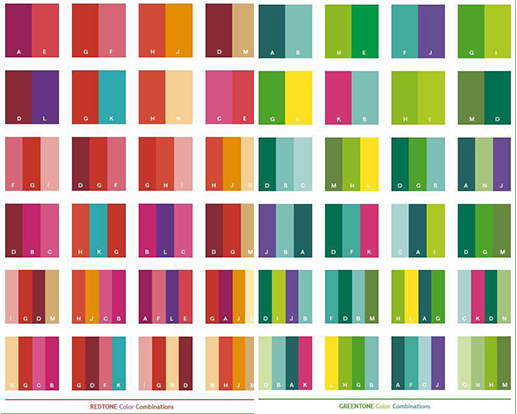 A E G F H J D M
D L G K H N C E
F G I D G F G H I H J N
D B C H K G B L C D G M
I G D M H J C B A F L E G A J
N G C B G D F K I G N D N H D M
REDTONE Color Combinations
A B H E F J G I
G L K B H I M D
D B C M H L D G B A N J
J B A D F K C A I D G M
D I J B F D B M H L A G C K D N
O D B A K L H G B A F C J O N H M
GREENTONE Color Combinations